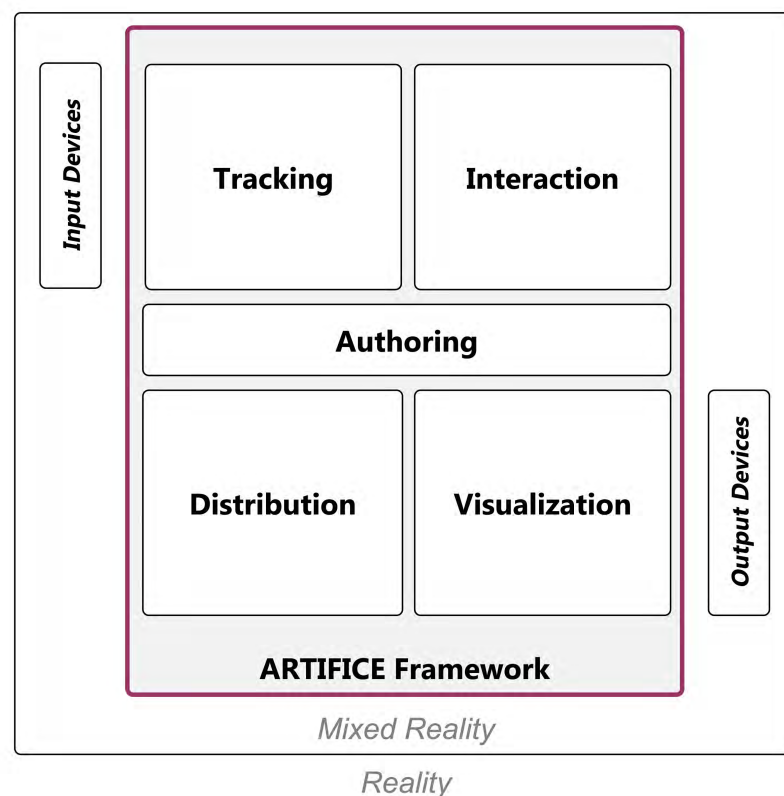 Input Devices
Tracking
Interaction
Authoring
Distribution
Visualization
Output Devices
ARTIFICE Framework
Mixed Reality
Reality